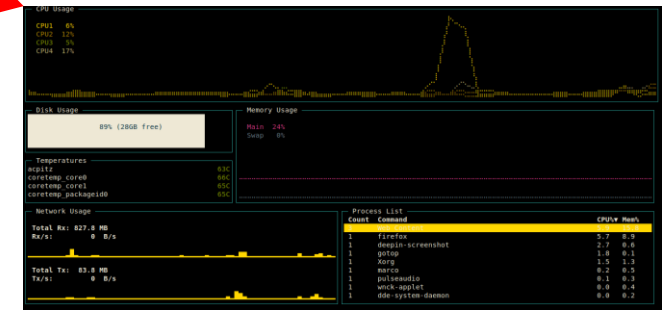 CPU Usage
CPU1 6%
CPU2 12%
CPU3 5%
CPU4 17%
Disk Usage
89% (28GB free)
Memory Usage
Main 24%
Swap 0%
Temperatures
acpitz 63C
coretemp_core0 66C
coretemp_core1 65C
coretemp_packageid0 65C
Network Usage
Total Rx: 827.8 MB
Rx/s: 0 B/s
Total Tx: 83.8 MB
Tx/s: 0 B/s
Process List
Count Command CPU%▼ Mem%
1 firefox 5.7 8.9
1 deepin-screenshot 2.7 0.6
1 gotop 1.8 0.1
1 Xorg 1.5 1.3
1 marco 0.2 0.5
1 pulseaudio 0.1 0.3
1 wnck-applet 0.0 0.4
1 dde-system-daemon 0.0 0.2